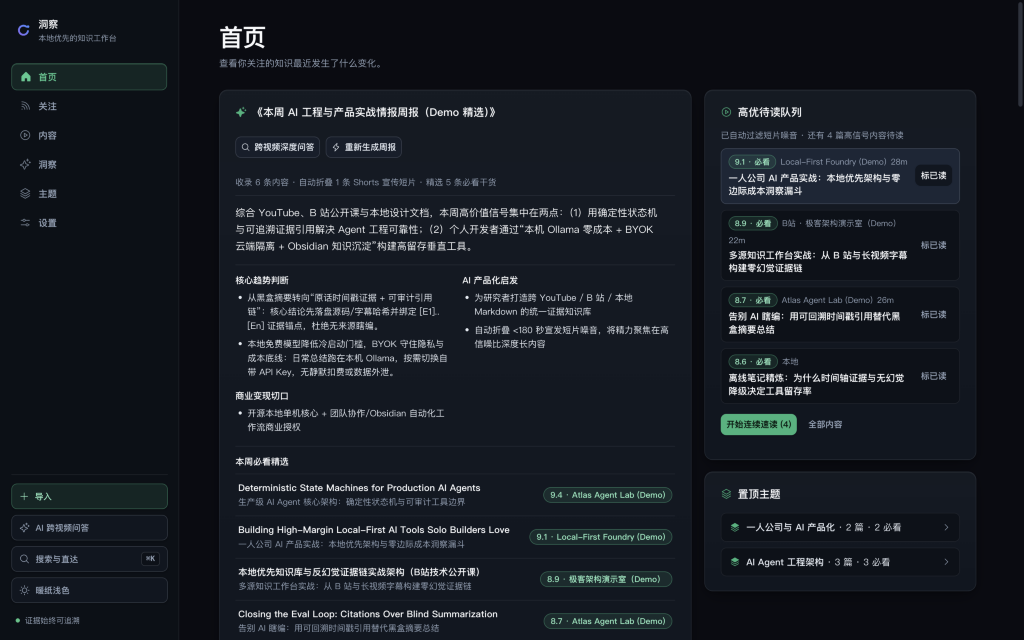 洞察
本地优先的知识工作台
首页
关注
内容
洞察
主题
设置
导入
AI 跨视频问答
搜索与直达
⌘K
暖纸浅色
证据始终可追溯
首页
查看你关注的知识最近发生了什么变化。
《本周 AI 工程与产品实战情报周报（Demo 精选）》
跨视频深度问答
重新生成周报
收录 6 条内容 · 自动折叠 1 条 Shorts 宣传短片 · 精选 5 条必看干货
综合 YouTube、B 站公开课与本地设计文档，本周高价值信号集中在两点：（1）用确定性状态机
与可追溯证据引用解决 Agent 工程可靠性；（2）个人开发者通过“本机 Ollama 零成本 + BYOK
云端隔离 + Obsidian 知识沉淀”构建高留存垂直工具。
核心趋势判断
• 从黑盒摘要转向“原话时间戳证据 + 可审计引用
链”：核心结论先落盘源码/字幕哈希并绑定 [E1]..
[En] 证据锚点，杜绝无来源瞎编。
• 本地免费模型降低冷启动门槛，BYOK 守住隐私与
成本底线：日常总结跑在本机 Ollama，按需切换自
带 API Key，无静默扣费或数据外泄。
AI 产品化启发
• 为研究者打造跨 YouTube / B 站 / 本地
Markdown 的统一证据知识库
• 自动折叠 <180 秒宣发短片噪音，将精力聚焦在高
信噪比深度长内容
商业变现切口
• 开源本地单机核心 + 团队协作/Obsidian 自动化工
作流商业授权
本周必看精选
Deterministic State Machines for Production AI Agents
生产级 AI Agent 核心架构：确定性状态机与可审计工具边界
9.4 · Atlas Agent Lab (Demo)
Building High-Margin Local-First AI Tools Solo Builders Love
一人公司 AI 产品实战：本地优先架构与零边际成本洞察漏斗
9.1 · Local-First Foundry (Demo)
本地优先知识库与反幻觉证据链实战架构（B站技术公开课）
多源知识工作台实战：从 B 站与长视频字幕构建零幻觉证据链
8.9 · 极客架构演示室（Demo）
Closing the Eval Loop: Citations Over Blind Summarization
告别 AI 瞎编：用可回溯时间戳引用替代黑盒摘要总结
8.7 · Atlas Agent Lab (Demo)
高优待读队列
已自动过滤短片噪音 · 还有 4 篇高信号内容待读
9.1 · 必看 Local-First Foundry (Demo) 28m
一人公司 AI 产品实战：本地优先架构与零
边际成本洞察漏斗
标已读
8.9 · 必看 B站 · 极客架构演示室（Demo）
22m
多源知识工作台实战：从 B 站与长视频字幕
构建零幻觉证据链
标已读
8.7 · 必看 Atlas Agent Lab (Demo) 26m
告别 AI 瞎编：用可回溯时间戳引用替代黑
盒摘要总结
标已读
8.6 · 必看 本地
离线笔记精炼：为什么时间轴证据与无幻觉
降级决定工具留存率
标已读
开始连续速读 (4)
全部内容
置顶主题
一人公司与 AI 产品化 · 2 篇 · 2 必看
AI Agent 工程架构 · 3 篇 · 3 必看